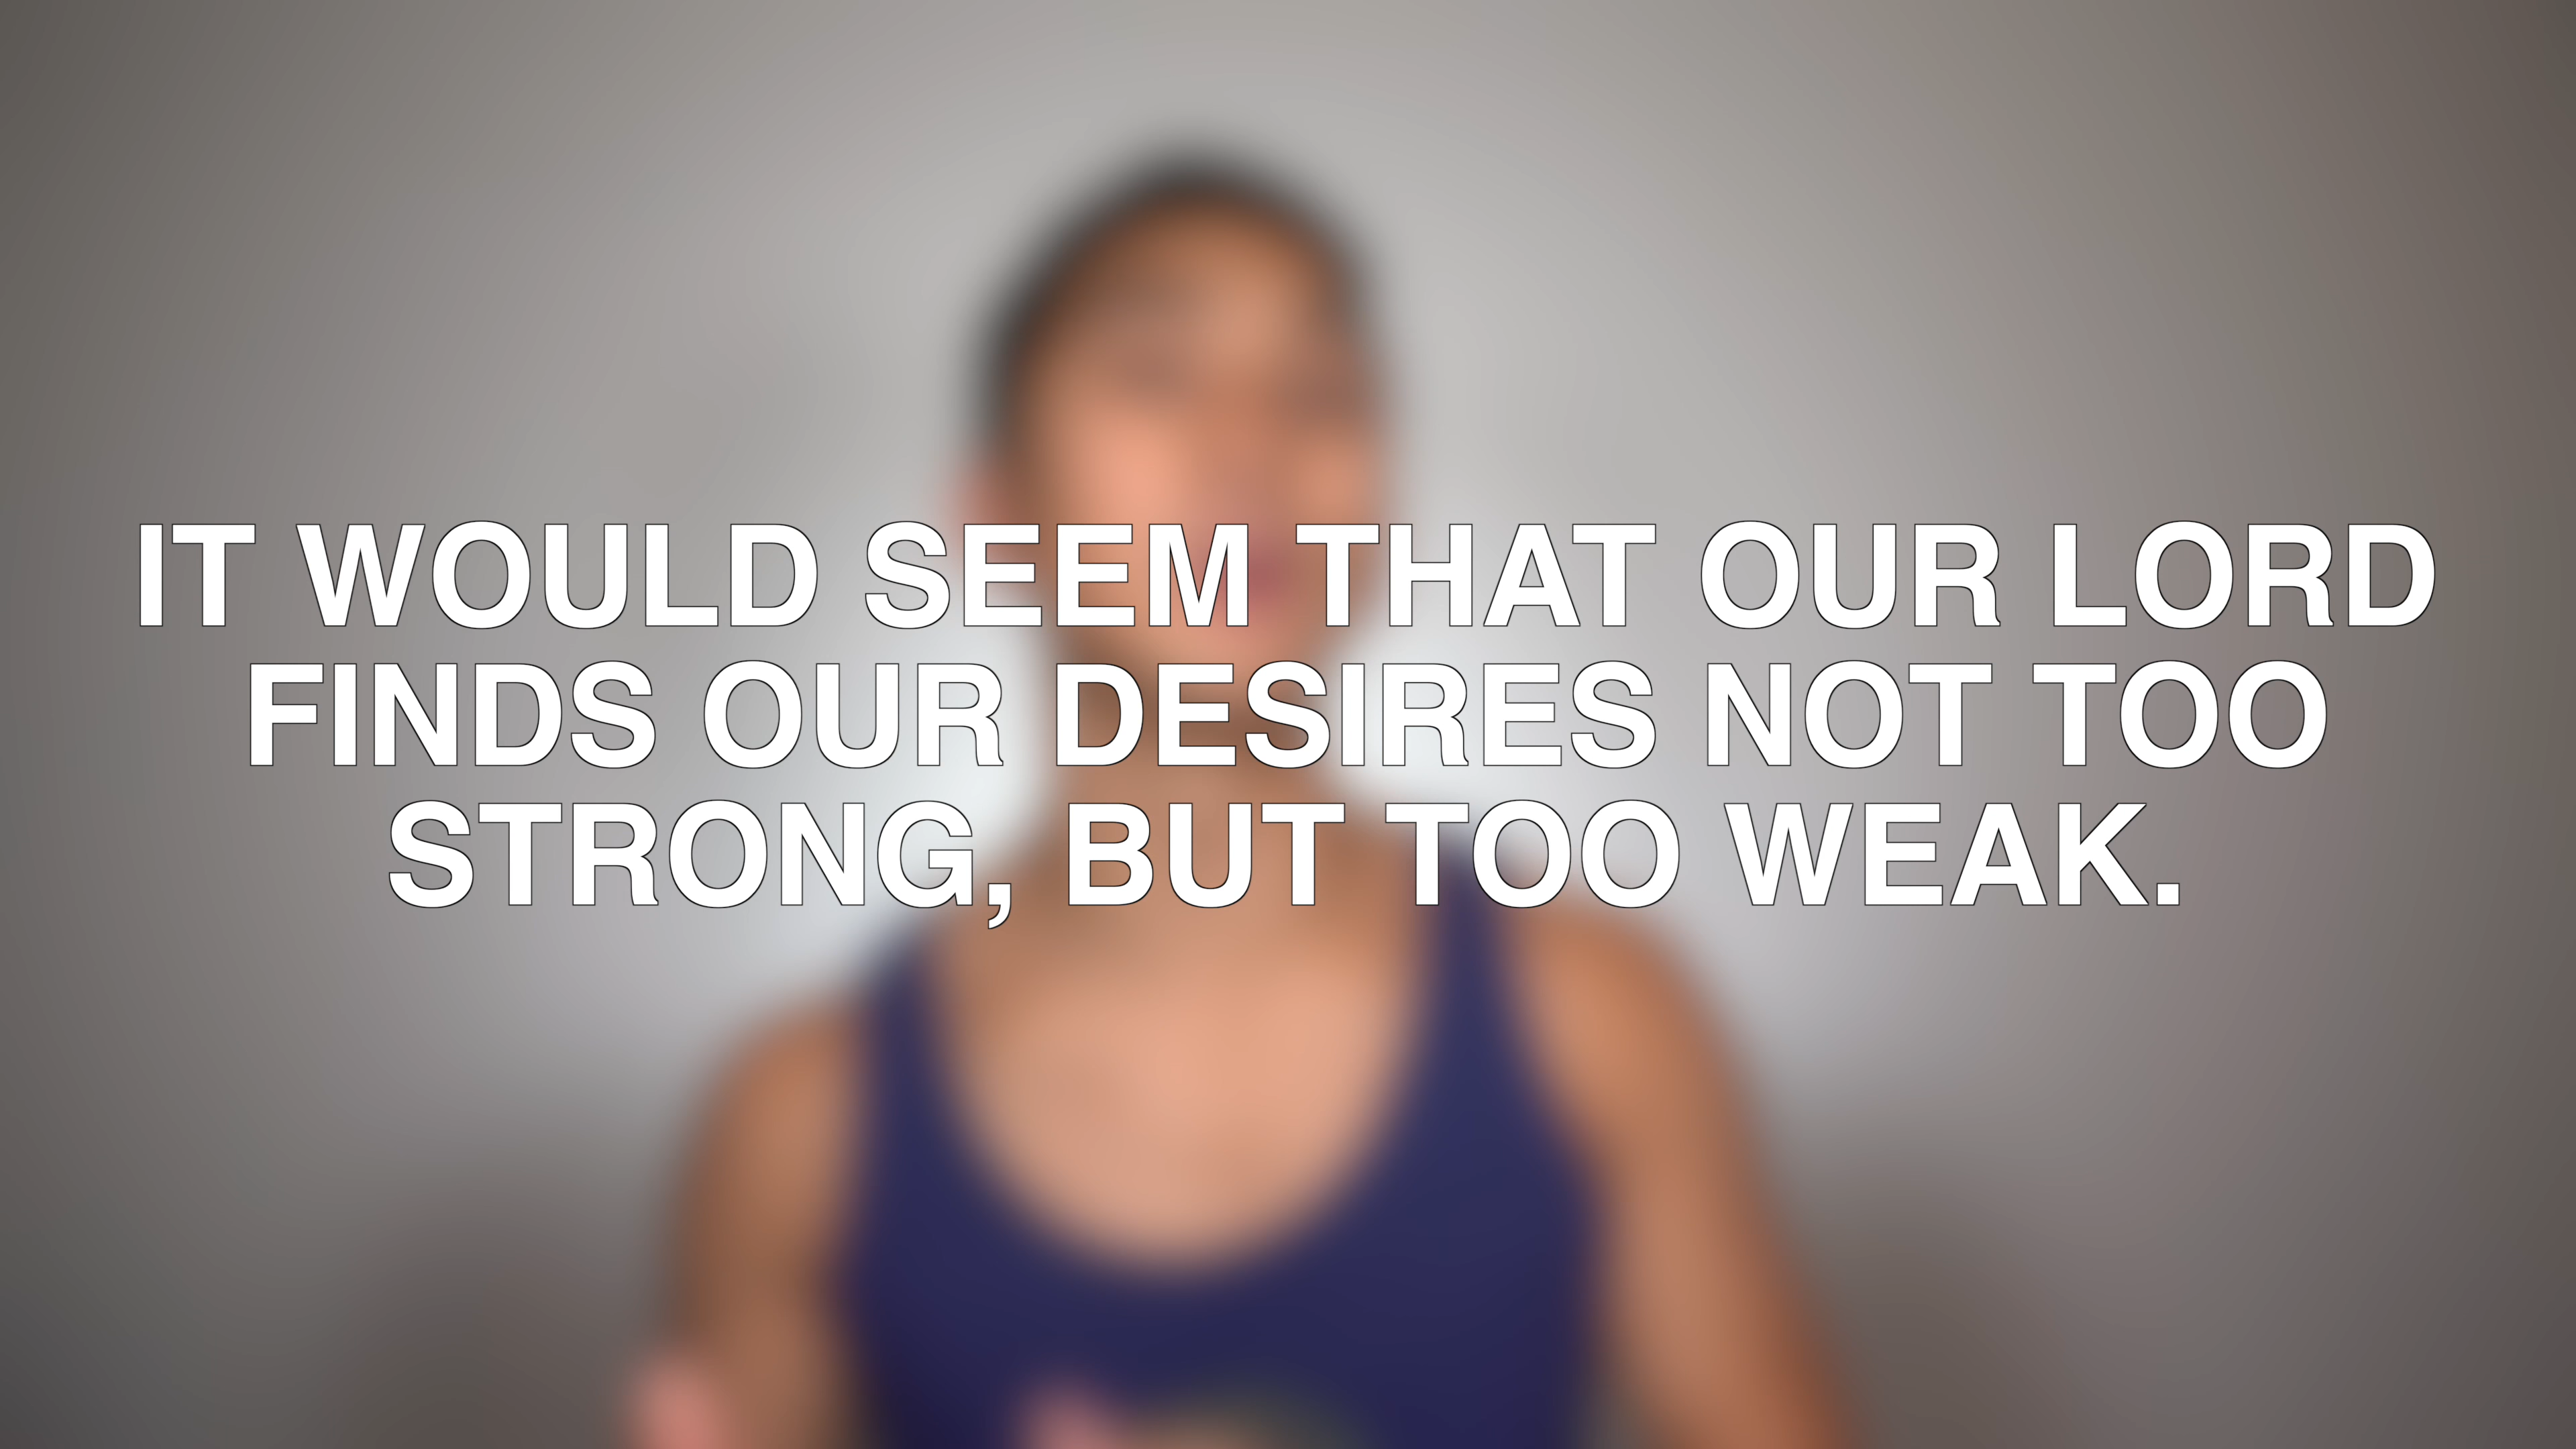 IT WOULD SEEM THAT OUR LORD
FINDS OUR DESIRES NOT TOO
STRONG, BUT TOO WEAK.